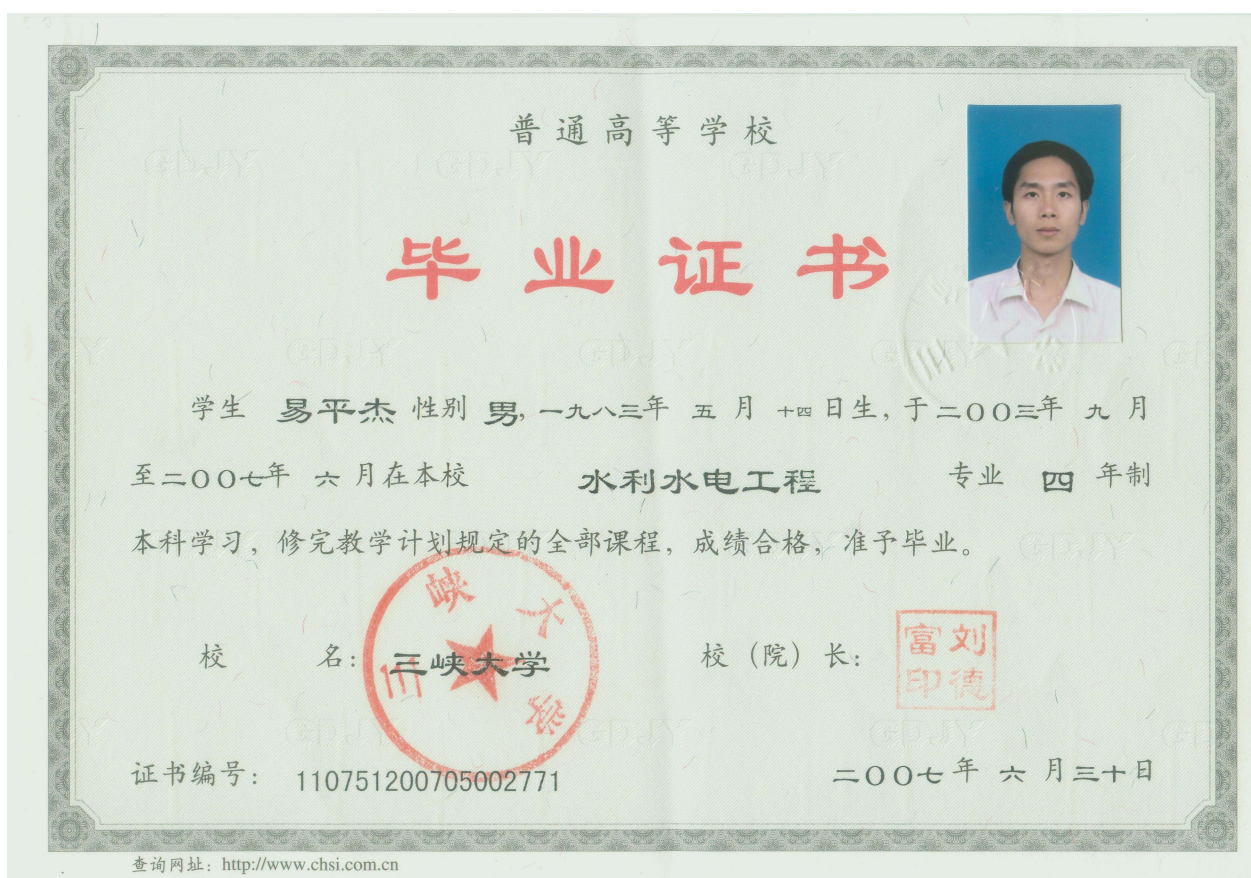 普通高等学校
毕业证书
学生 易平杰 性别 男, 一九八三年 五 月 十四 日生, 于二OO三年 九 月
至二OO七年 六 月在本校 水利水电工程 专业 四 年制
本科学习, 修完教学计划规定的全部课程, 成绩合格, 准予毕业。
校 名: 三峡大学 校 (院) 长:
三峡大学
刘德富印
证书编号: 110751200705002771 二OO七年 六 月三十日
查询网址: http://www.chsi.com.cn